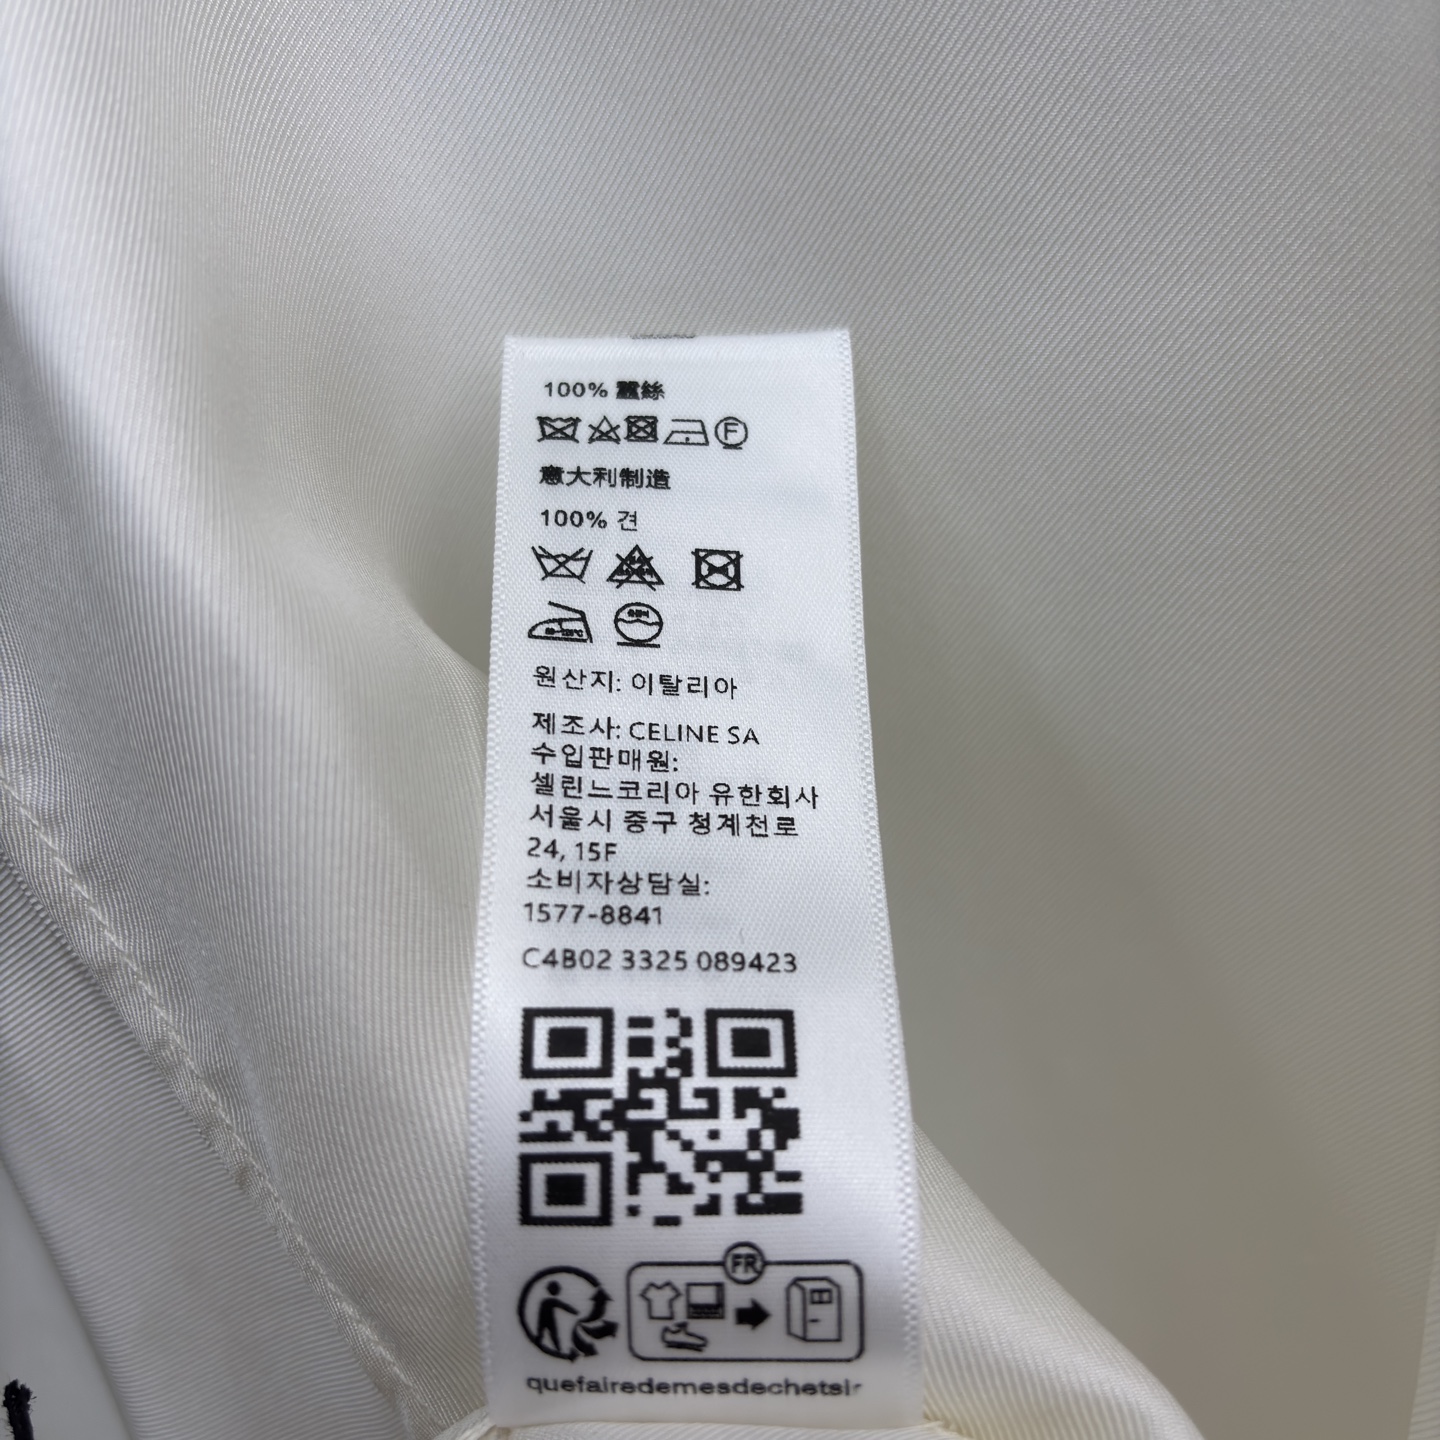 100% 蠶絲
F
意大利制造
100% 견
원산지: 이탈리아
제조사: CELINE SA
수입판매원:
셀린느코리아 유한회사
서울시 중구 청계천로
24, 15F
소비자상담실:
1577-8841
C4B02 3325 089423
FR
quefairedemesdechets